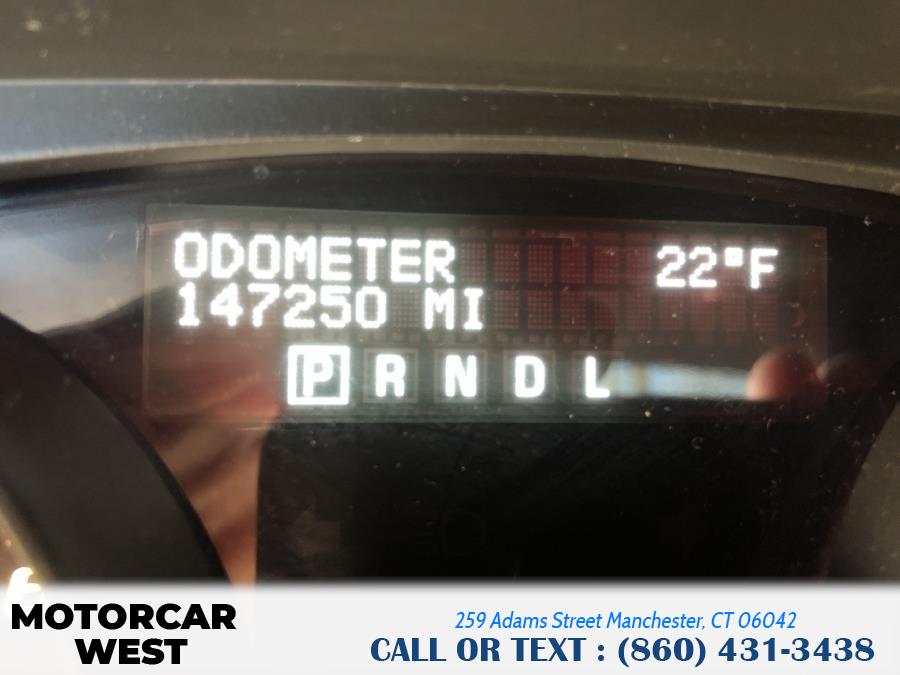 ODOMETER 22°F
147250 MI
P R N D L
MOTORCAR
WEST
259 Adams Street Manchester, CT 06042
CALL OR TEXT : (860) 431-3438